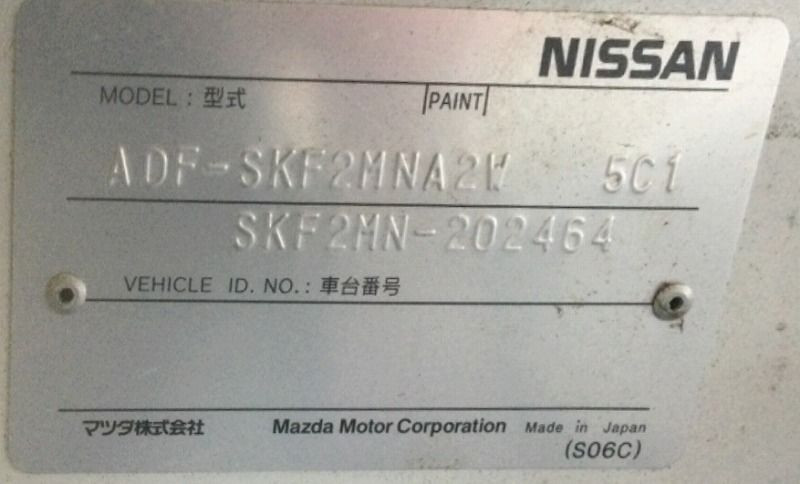 NISSAN
MODEL : 型式 PAINT
ADF-SKF2MNA2W 5C1
SKF2MN-202464
VEHICLE ID. NO. : 車台番号
マツダ株式会社 Mazda Motor Corporation Made in Japan
(S06C)